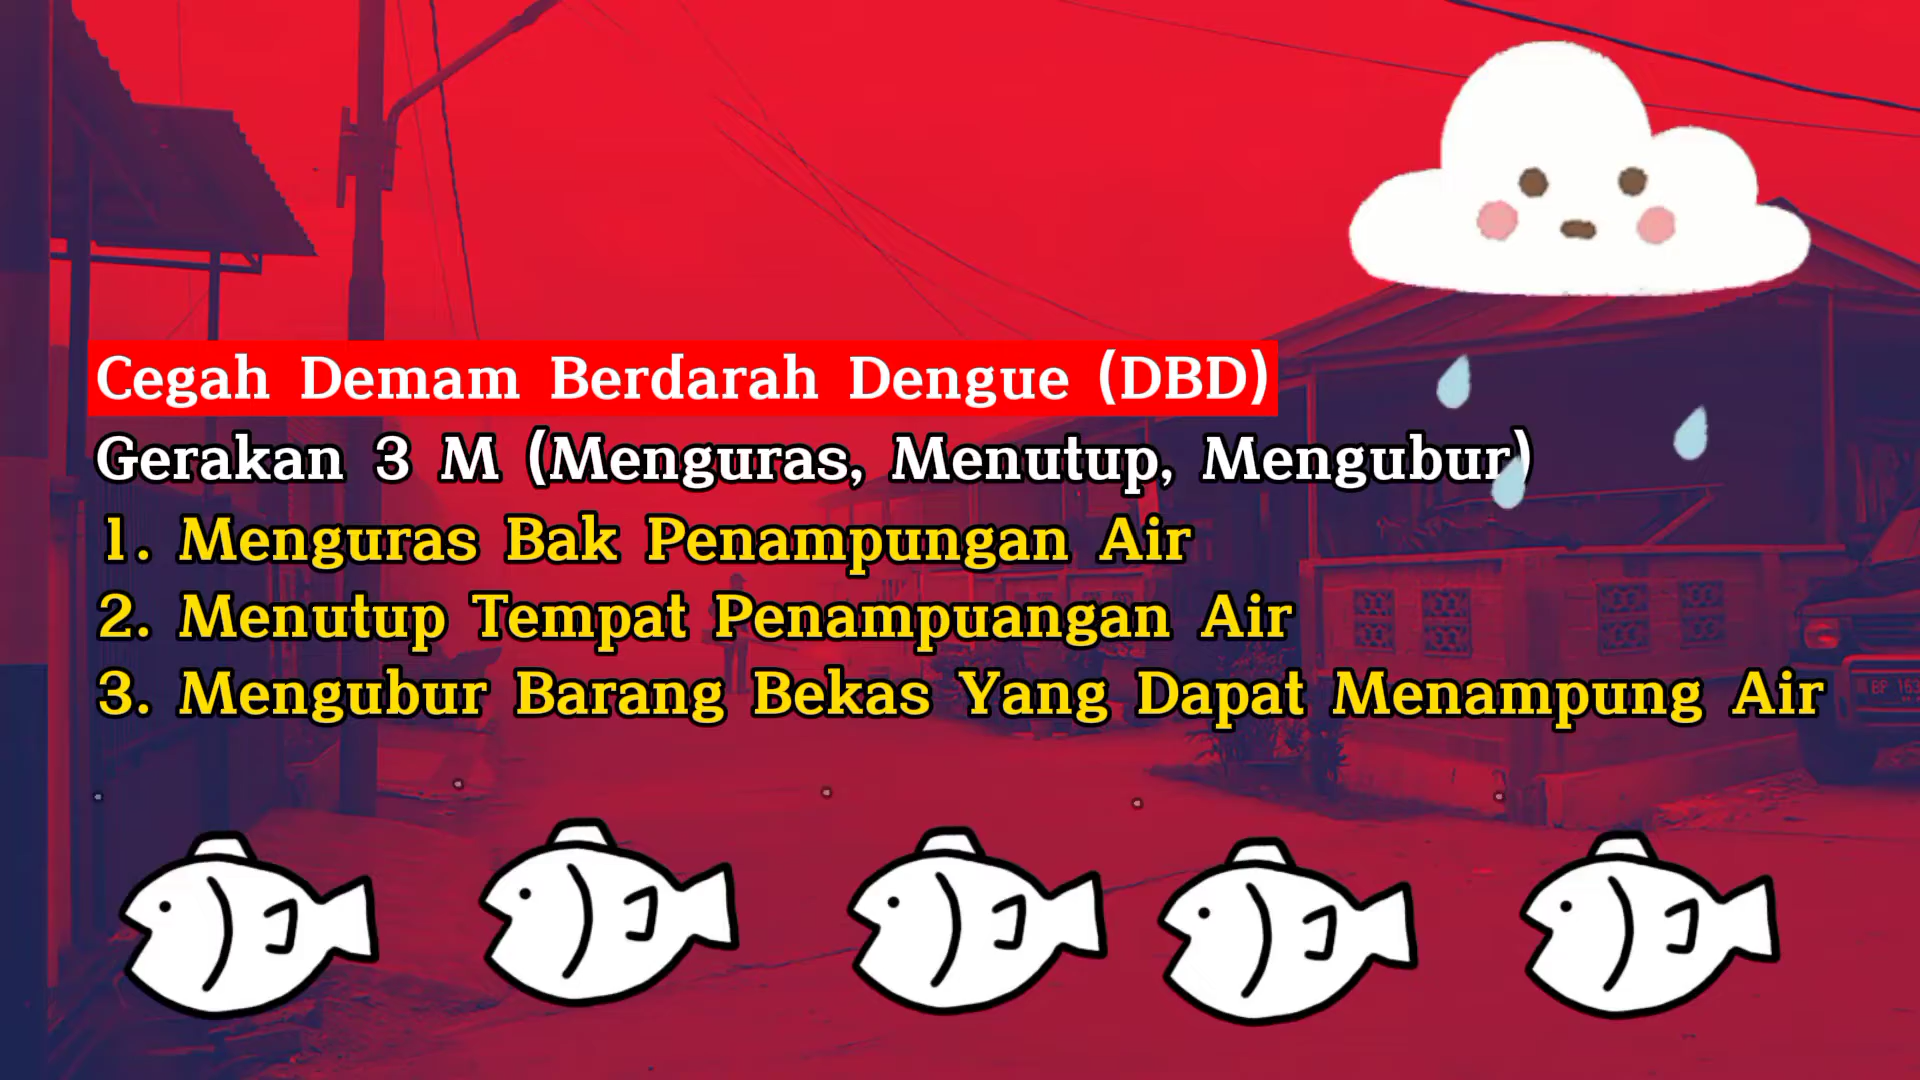 Cegah Demam Berdarah Dengue (DBD)
Gerakan 3 M (Menguras, Menutup, Mengubur)
1. Menguras Bak Penampungan Air
2. Menutup Tempat Penampuangan Air
3. Mengubur Barang Bekas Yang Dapat Menampung Air